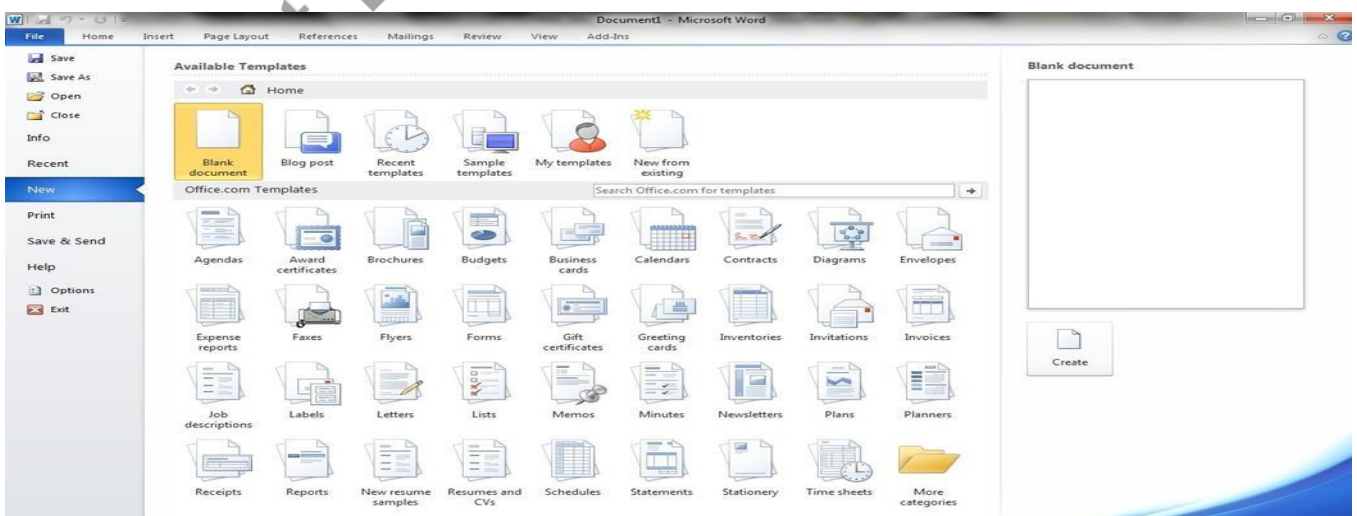 W
Document1 - Microsoft Word
File Home Insert Page Layout References Mailings Review View Add-Ins
Save
Save As
Open
Close
Info
Recent
New
Print
Save & Send
Help
Options
Exit
Available Templates
Home
Blank document
Blog post
Recent templates
Sample templates
My templates
New from existing
Office.com Templates
Search Office.com for templates
Agendas
Award certificates
Brochures
Budgets
Business cards
Calendars
Contracts
Diagrams
Envelopes
Expense reports
Faxes
Flyers
Forms
Gift certificates
Greeting cards
Inventories
Invitations
Invoices
Job descriptions
Labels
Letters
Lists
Memos
Minutes
Newsletters
Plans
Planners
Receipts
Reports
New resume samples
Resumes and CVs
Schedules
Statements
Stationery
Time sheets
More categories
Blank document
Create